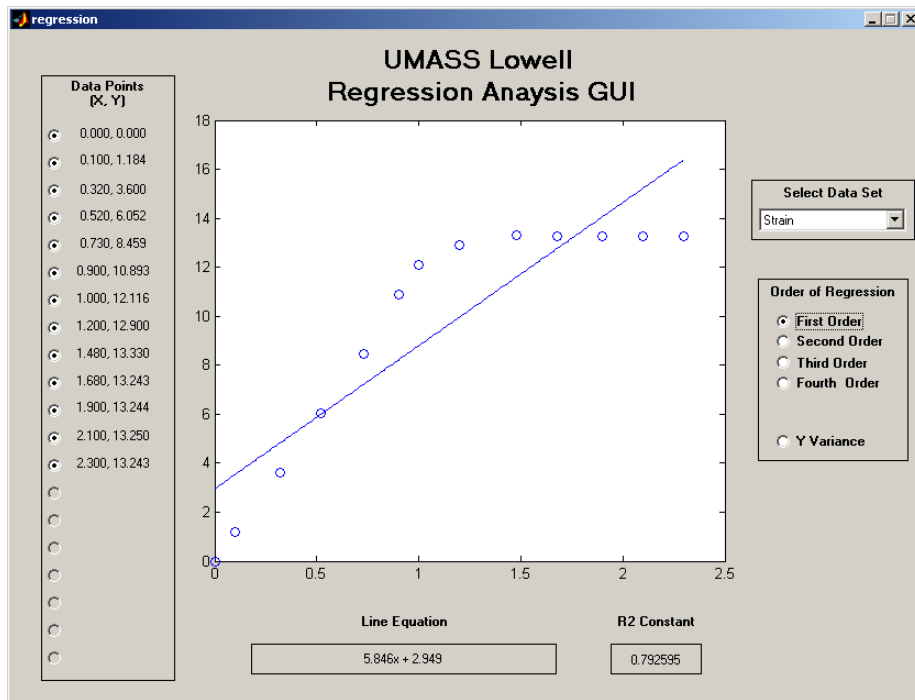 regression
UMASS Lowell
Regression Anaysis GUI
Data Points
(X, Y)
0.000, 0.000
0.100, 1.184
0.320, 3.600
0.520, 6.052
0.730, 8.459
0.900, 10.893
1.000, 12.116
1.200, 12.900
1.480, 13.330
1.680, 13.243
1.900, 13.244
2.100, 13.250
2.300, 13.243
18
16
14
12
10
8
6
4
2
0
0
0.5
1
1.5
2
2.5
Select Data Set
Strain
Order of Regression
First Order
Second Order
Third Order
Fourth Order
Y Variance
Line Equation
5.846x + 2.949
R2 Constant
0.792595